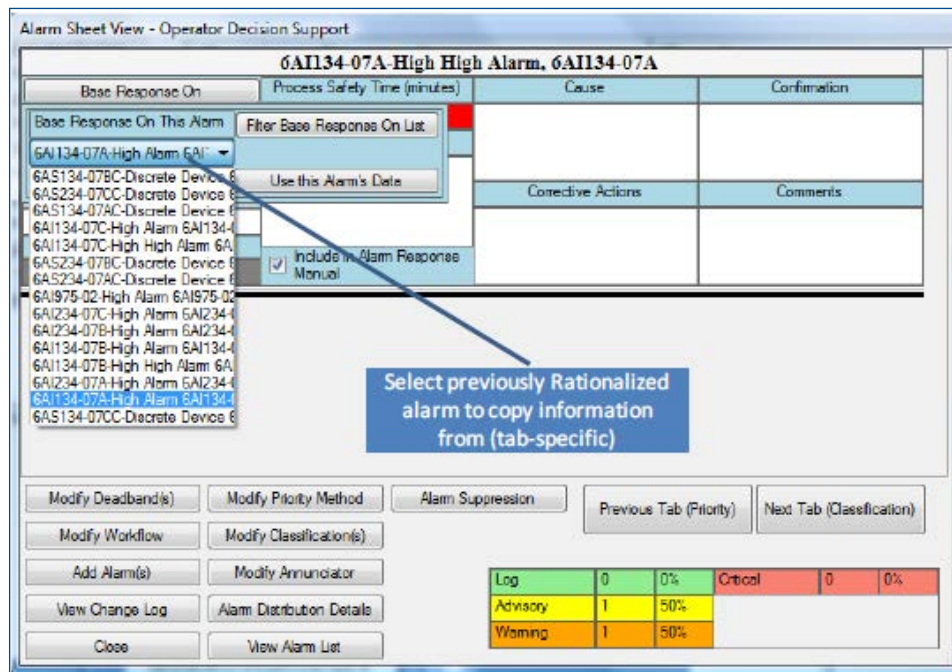 Alarm Sheet View - Operator Decision Support
6AI134-07A-High High Alarm, 6AI134-07A
Base Response On
Process Safety Time (minutes)
Cause
Confirmation
Base Response On This Alarm
Filter Base Response On List
6AI134-07A-High Alarm 6AI
Use this Alarm's Data
6AS134-07BC-Discrete Device 6
6AS234-07CC-Discrete Device 6
6AS134-07AC-Discrete Device 6
6AI134-07C-High Alarm 6AI134-0
6AI134-07C-High High Alarm 6A
6AS234-07BC-Discrete Device 6
6AS234-07AC-Discrete Device 6
6AI975-02-High Alarm 6AI975-02
6AI234-07C-High Alarm 6AI234-0
6AI234-07B-High Alarm 6AI234-0
6AI134-07B-High Alarm 6AI134-0
6AI134-07B-High High Alarm 6A
6AI234-07A-High Alarm 6AI234-0
6AI134-07A-High Alarm 6AI134-0
6AS134-07CC-Discrete Device 6
Corrective Actions
Comments
Include in Alarm Response
Manual
Select previously Rationalized
alarm to copy information
from (tab-specific)
Modify Deadband(s)
Modify Priority Method
Alarm Suppression
Previous Tab (Priority)
Next Tab (Classification)
Modify Workflow
Modify Classification(s)
Add Alarm(s)
Modify Annunciator
View Change Log
Alarm Distribution Details
Close
View Alarm List
Log 0 0% Critical 0 0%
Advisory 1 50%
Warning 1 50%